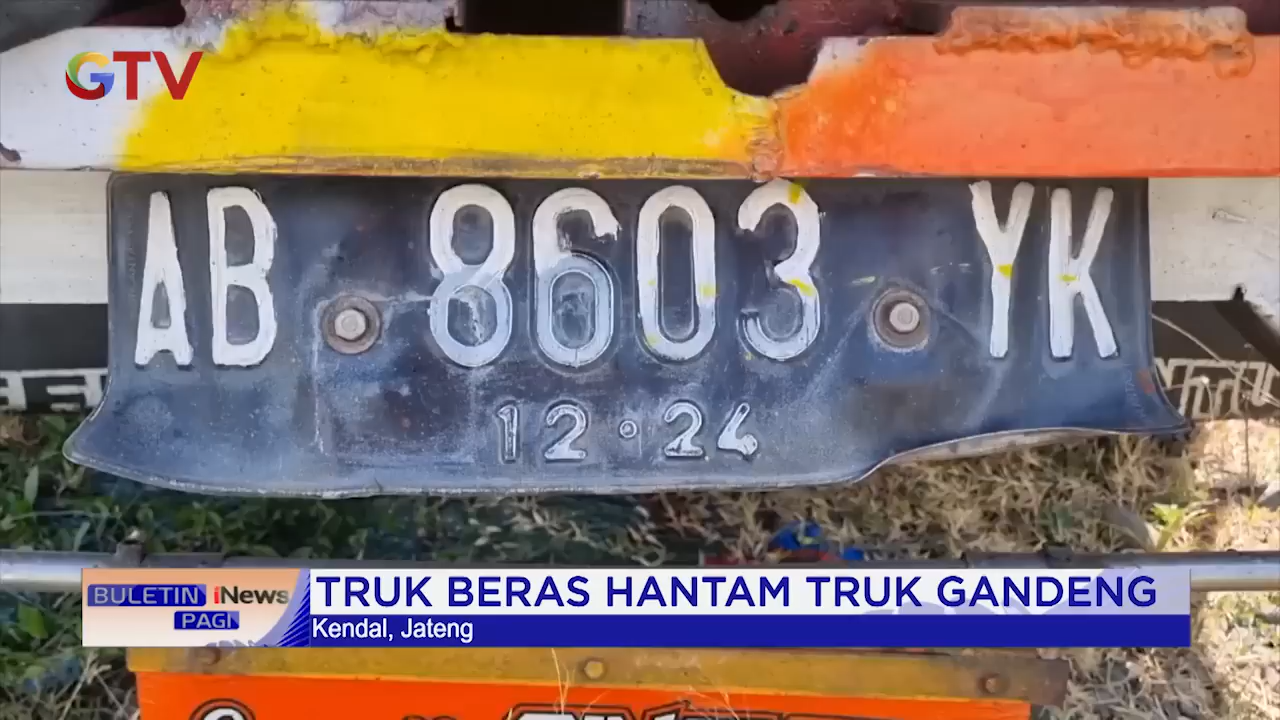 GTV
AB 8603 YK
12.24
BULETIN iNews
PAGI
TRUK BERAS HANTAM TRUK GANDENG
Kendal, Jateng